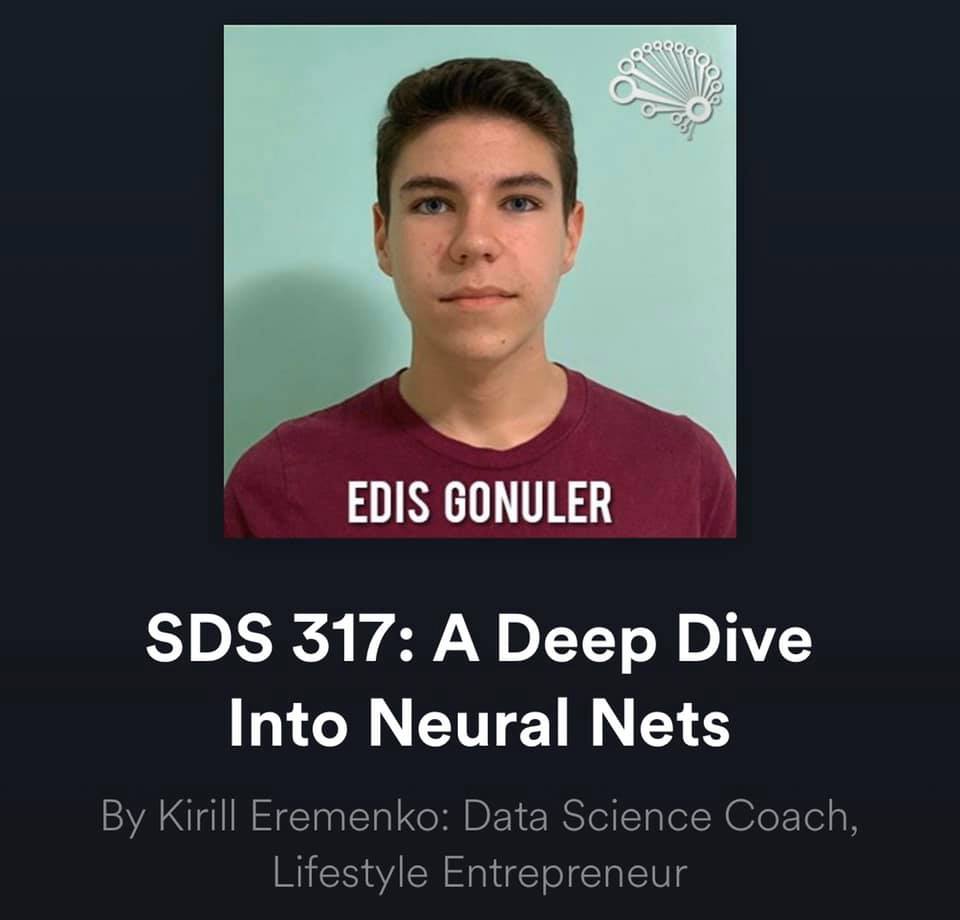 EDIS GONULER
SDS 317: A Deep Dive
Into Neural Nets
By Kirill Eremenko: Data Science Coach,
Lifestyle Entrepreneur